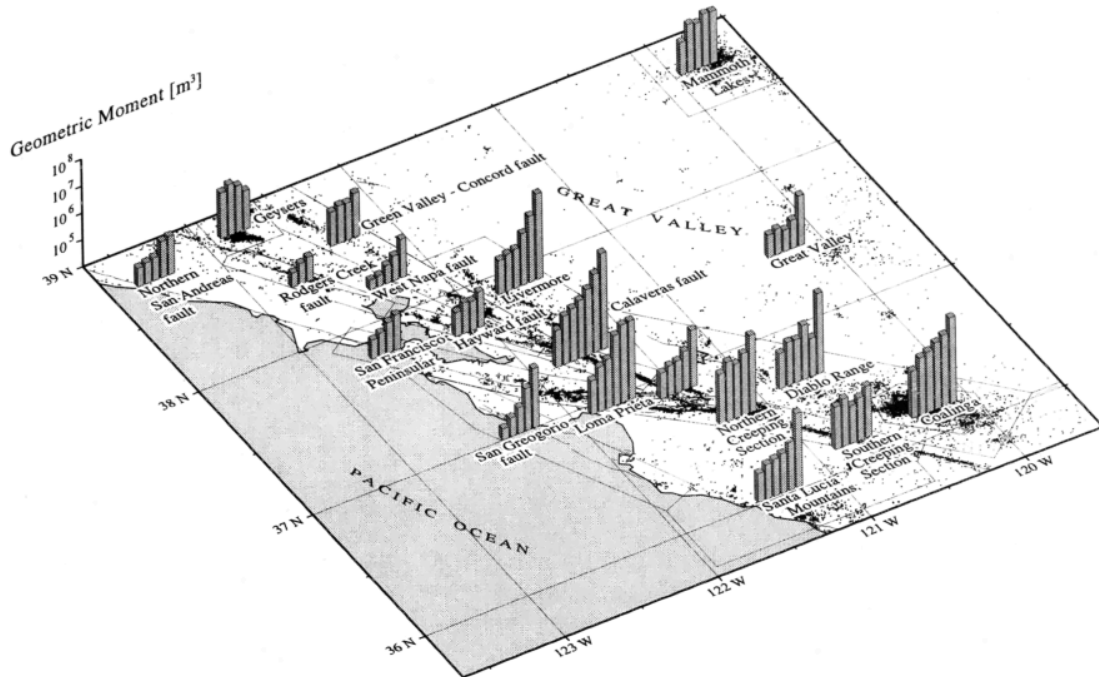 Geometric Moment [m³]
10⁸
10⁷
10⁶
10⁵
39 N
38 N
37 N
36 N
123 W
122 W
121 W
120 W
Mammoth
Lakes
Geysers
Green Valley - Concord fault
GREAT VALLEY
Great Valley
Northern
San Andreas
fault
Rodgers Creek
fault
West Napa fault
Livermore
Calaveras fault
Hayward fault
San Francisco
Peninsular
San Greogorio
fault
Loma Prieta
Northern
Creeping
Section
Diablo Range
Coalinga
Southern
Creeping
Section
Santa Lucia
Mountains
PACIFIC OCEAN